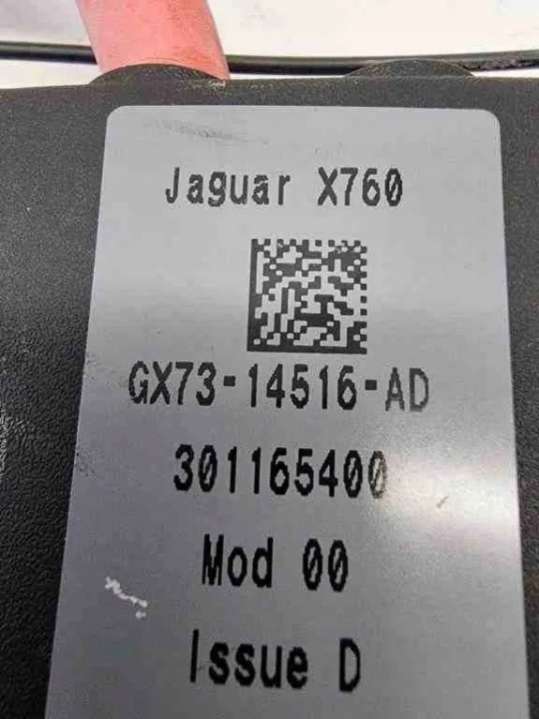 Jaguar X760
GX73-14516-AD
301165400
Mod 00
Issue D